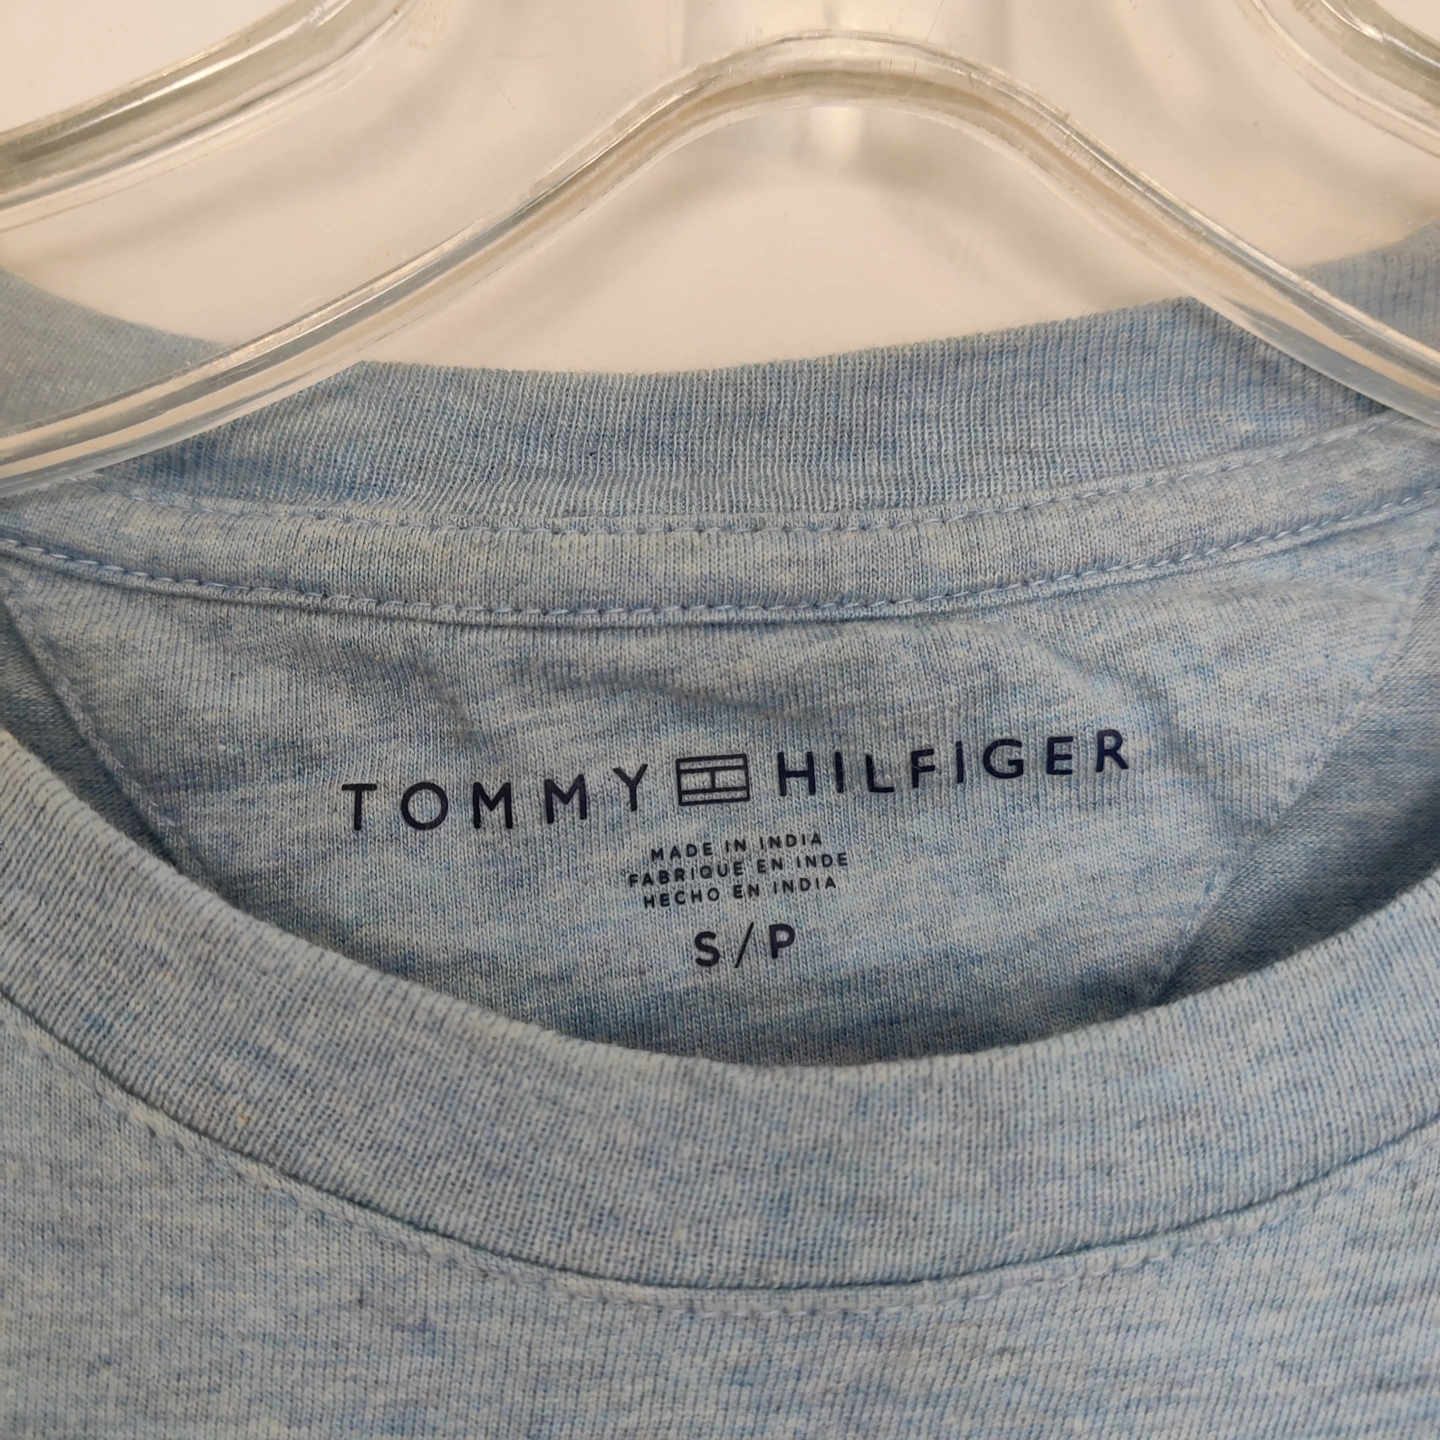 TOMMY HILFIGER
MADE IN INDIA
FABRIQUE EN INDE
HECHO EN INDIA
S/P